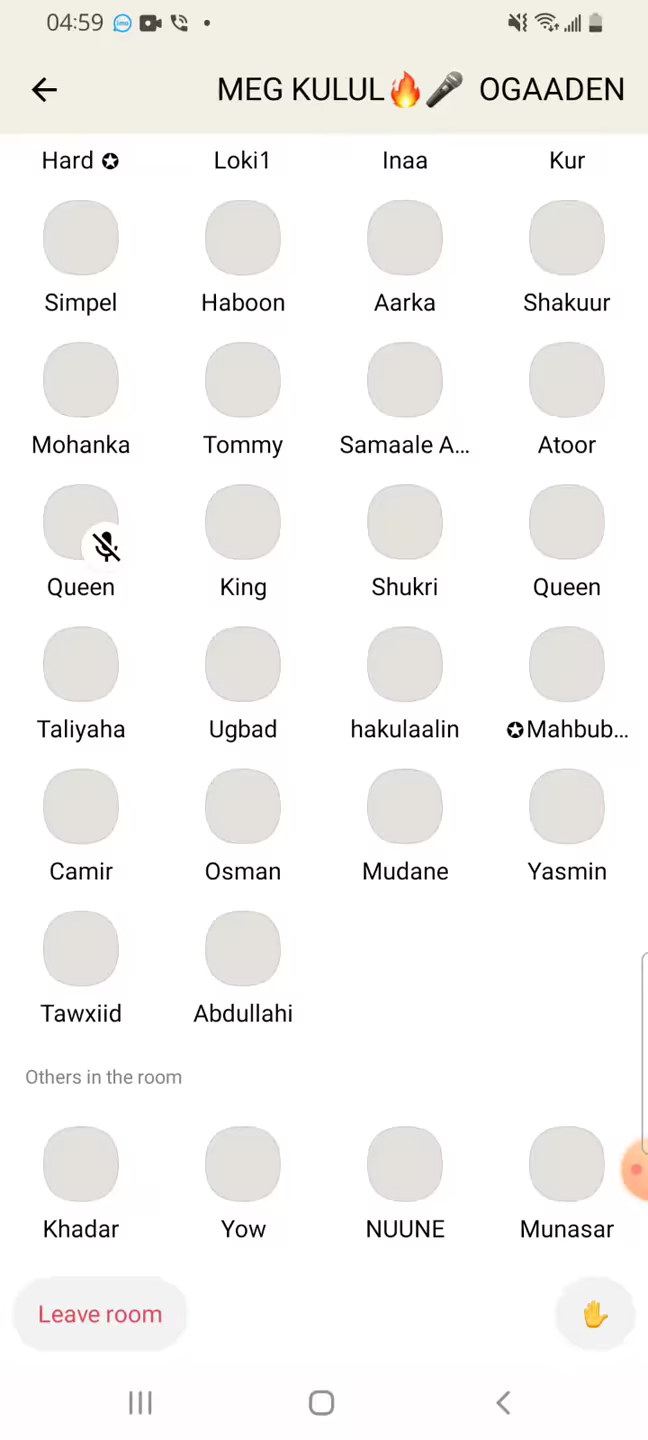 04:59
MEG KULUL🔥🎤 OGAADEN
Hard ✪ Loki1 Inaa Kur
Simpel Haboon Aarka Shakuur
Mohanka Tommy Samaale A... Atoor
Queen King Shukri Queen
Taliyaha Ugbad hakulaalin ✪Mahbub...
Camir Osman Mudane Yasmin
Tawxiid Abdullahi
Others in the room
Khadar Yow NUUNE Munasar
Leave room ✋